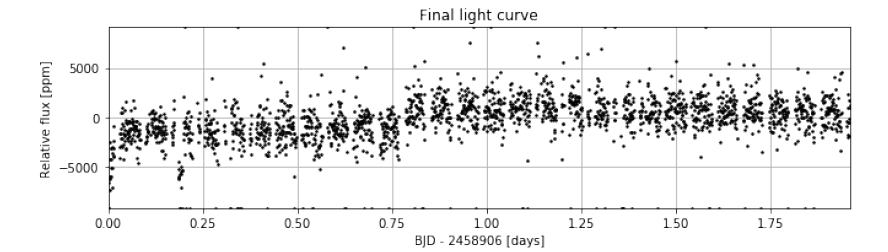 Final light curve
Relative flux [ppm]
5000
0
−5000
0.00 0.25 0.50 0.75 1.00 1.25 1.50 1.75
BJD - 2458906 [days]